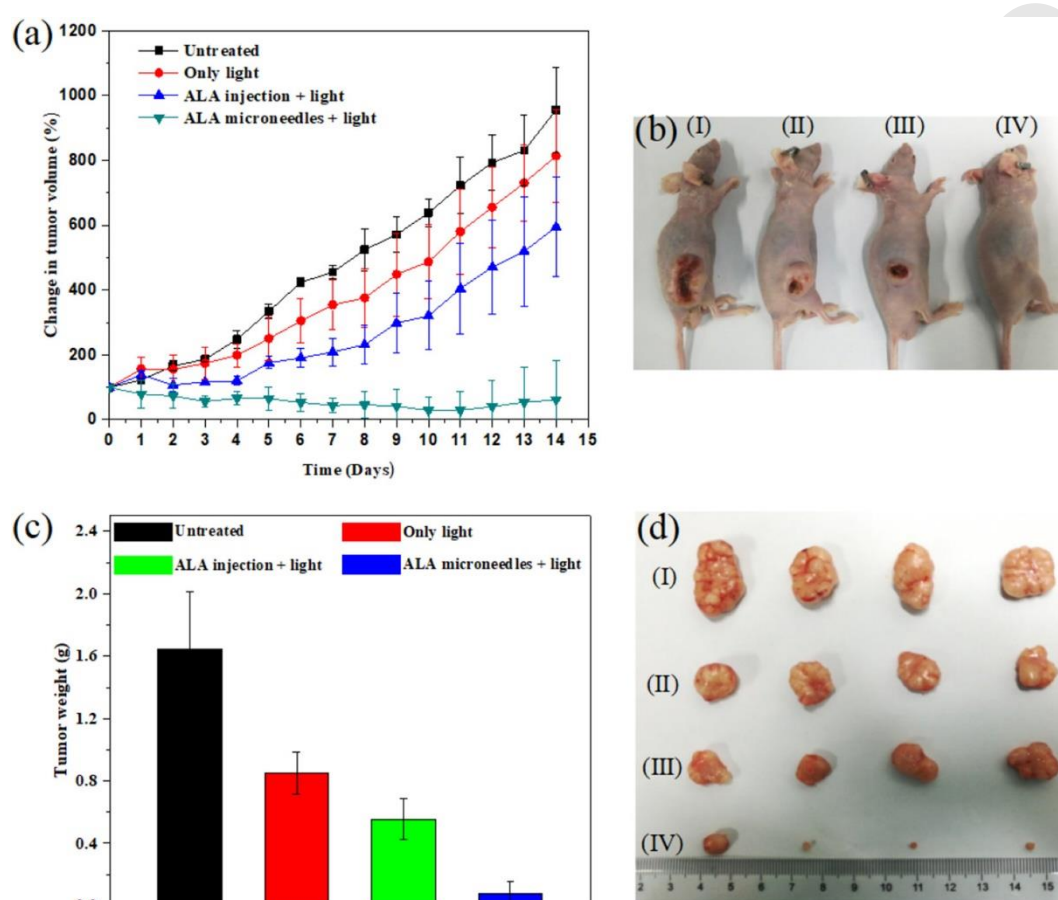 (a)
1200
1000
800
600
400
200
0
Change in tumor volume (%)
Untreated
Only light
ALA injection + light
ALA microneedles + light
0 1 2 3 4 5 6 7 8 9 10 11 12 13 14 15
Time (Days)
(b) (I) (II) (III) (IV)
(c)
2.4
2.0
1.6
1.2
0.8
0.4
Tumor weight (g)
Untreated Only light
ALA injection + light ALA microneedles + light
(d)
(I)
(II)
(III)
(IV)
2 3 4 5 6 7 8 9 10 11 12 13 14 15